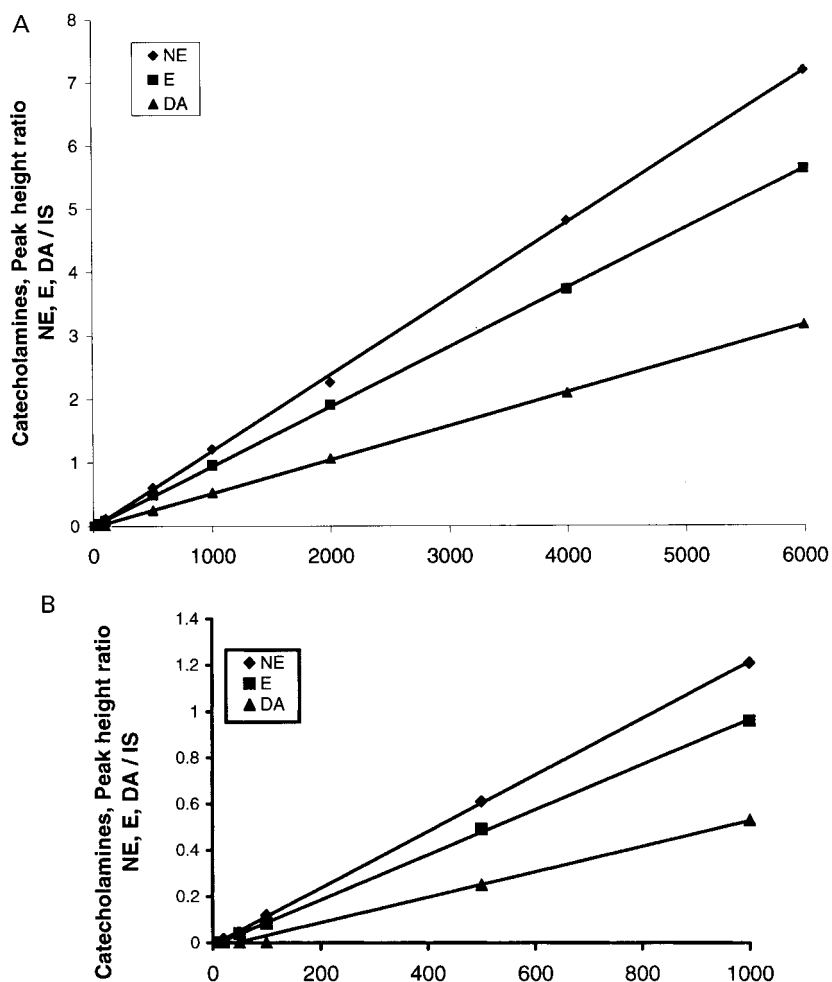 A
8
7
6
5
4
3
2
1
0
Catecholamines, Peak height ratio
NE, E, DA / IS
NE
E
DA
0 1000 2000 3000 4000 5000 6000
B
1.4
1.2
1
0.8
0.6
0.4
0.2
0
Catecholamines, Peak height ratio
NE, E, DA / IS
NE
E
DA
0 200 400 600 800 1000